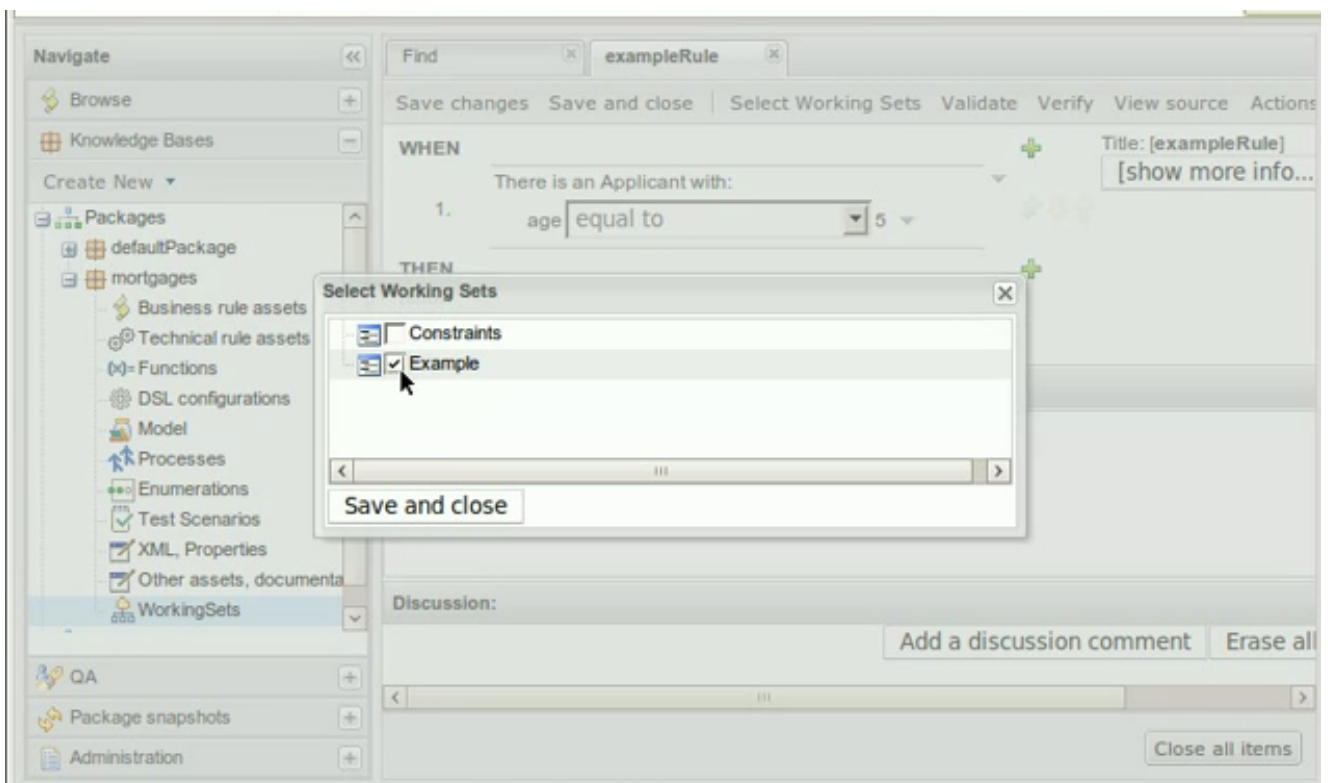 Navigate
Find
exampleRule
Browse
Save changes Save and close Select Working Sets Validate Verify View source Actions
Knowledge Bases
WHEN
Title: [exampleRule]
[show more info...
Create New
There is an Applicant with:
1.
age equal to 5
Packages
defaultPackage
mortgages
THEN
Business rule assets
Technical rule assets
(x)= Functions
DSL configurations
Model
Processes
Enumerations
Test Scenarios
XML, Properties
Other assets, documenta
WorkingSets
Select Working Sets
Constraints
Example
Save and close
Discussion:
Add a discussion comment
Erase all
QA
Package snapshots
Administration
Close all items